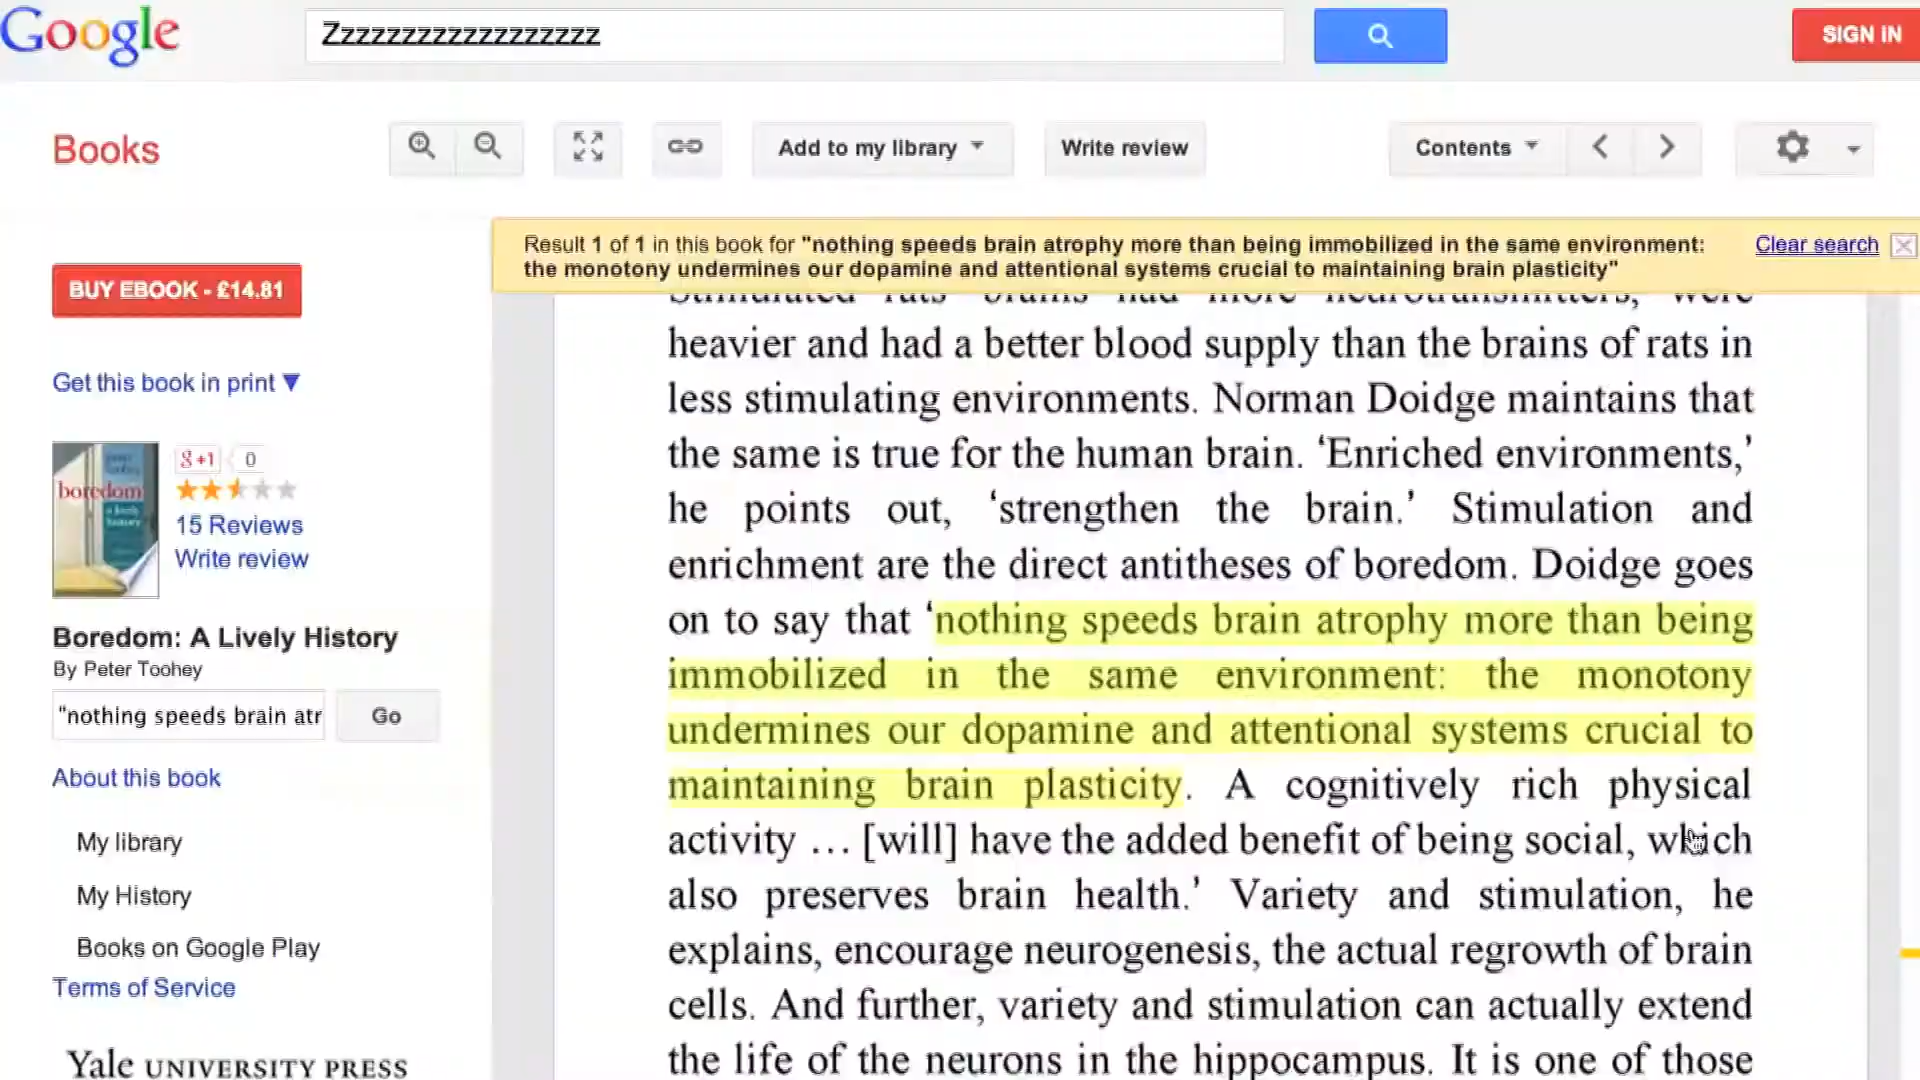 Google
Zzzzzzzzzzzzzzzzzz
SIGN IN
Books
Add to my library
Write review
Contents
Result 1 of 1 in this book for "nothing speeds brain atrophy more than being immobilized in the same environment:
the monotony undermines our dopamine and attentional systems crucial to maintaining brain plasticity"
Clear search
BUY EBOOK - £14.81
Get this book in print ▼
g +1 0
boredom
15 Reviews
Write review
Boredom: A Lively History
By Peter Toohey
"nothing speeds brain atr
Go
About this book
My library
My History
Books on Google Play
Terms of Service
Yale UNIVERSITY PRESS
Stimulated rats' brains had more neurotransmitters, were
heavier and had a better blood supply than the brains of rats in
less stimulating environments. Norman Doidge maintains that
the same is true for the human brain. ‘Enriched environments,’
he points out, ‘strengthen the brain.’ Stimulation and
enrichment are the direct antitheses of boredom. Doidge goes
on to say that ‘nothing speeds brain atrophy more than being
immobilized in the same environment: the monotony
undermines our dopamine and attentional systems crucial to
maintaining brain plasticity. A cognitively rich physical
activity … [will] have the added benefit of being social, which
also preserves brain health.’ Variety and stimulation, he
explains, encourage neurogenesis, the actual regrowth of brain
cells. And further, variety and stimulation can actually extend
the life of the neurons in the hippocampus. It is one of those